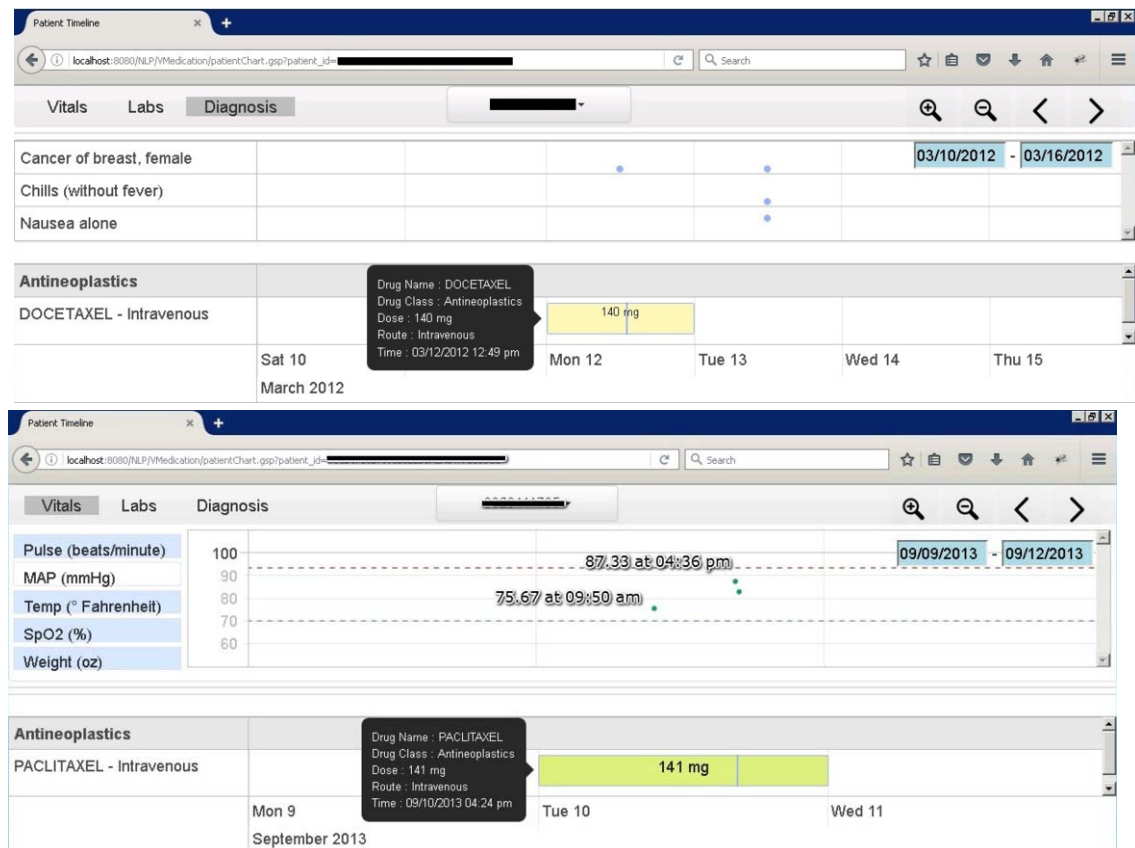 Patient Timeline
localhost:8080/NLP/VMedication/patientChart.gsp?patient_id=
Search
Vitals Labs Diagnosis
03/10/2012 - 03/16/2012
Cancer of breast, female
Chills (without fever)
Nausea alone
Antineoplastics
DOCETAXEL - Intravenous
Drug Name : DOCETAXEL
Drug Class : Antineoplastics
Dose : 140 mg
Route : Intravenous
Time : 03/12/2012 12:49 pm
140 mg
Sat 10 Mon 12 Tue 13 Wed 14 Thu 15
March 2012
Patient Timeline
localhost:8080/NLP/VMedication/patientChart.gsp?patient_id=
Search
Vitals Labs Diagnosis
09/09/2013 - 09/12/2013
Pulse (beats/minute)
MAP (mmHg)
Temp (° Fahrenheit)
SpO2 (%)
Weight (oz)
100
90
80
70
60
87.33 at 04:36 pm
75.67 at 09:50 am
Antineoplastics
PACLITAXEL - Intravenous
Drug Name : PACLITAXEL
Drug Class : Antineoplastics
Dose : 141 mg
Route : Intravenous
Time : 09/10/2013 04:24 pm
141 mg
Mon 9 Tue 10 Wed 11
September 2013